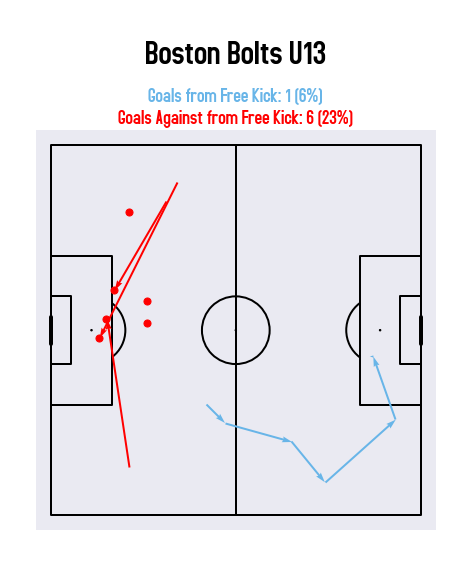 Boston Bolts U13
Goals from Free Kick: 1 (6%)
Goals Against from Free Kick: 6 (23%)